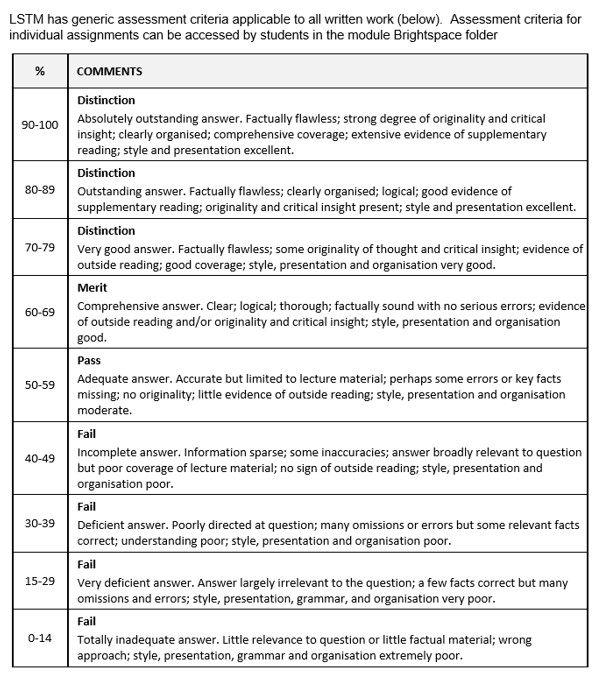 LSTM has generic assessment criteria applicable to all written work (below).  Assessment criteria for
individual assignments can be accessed by students in the module Brightspace folder
% COMMENTS
Distinction
90-100 Absolutely outstanding answer. Factually flawless; strong degree of originality and critical
insight; clearly organised; comprehensive coverage; extensive evidence of supplementary
reading; style and presentation excellent.
Distinction
80-89 Outstanding answer. Factually flawless; clearly organised; logical; good evidence of
supplementary reading; originality and critical insight present; style and presentation excellent.
Distinction
70-79 Very good answer. Factually flawless; some originality of thought and critical insight; evidence of
outside reading; good coverage; style, presentation and organisation very good.
Merit
60-69 Comprehensive answer. Clear; logical; thorough; factually sound with no serious errors; evidence
of outside reading and/or originality and critical insight; style, presentation and organisation
good.
Pass
50-59 Adequate answer. Accurate but limited to lecture material; perhaps some errors or key facts
missing; no originality; little evidence of outside reading; style, presentation and organisation
moderate.
Fail
40-49 Incomplete answer. Information sparse; some inaccuracies; answer broadly relevant to question
but poor coverage of lecture material; no sign of outside reading; style, presentation and
organisation poor.
Fail
30-39 Deficient answer. Poorly directed at question; many omissions or errors but some relevant facts
correct; understanding poor; style, presentation and organisation poor.
Fail
15-29 Very deficient answer. Answer largely irrelevant to the question; a few facts correct but many
omissions and errors; style, presentation, grammar, and organisation very poor.
Fail
0-14 Totally inadequate answer. Little relevance to question or little factual material; wrong
approach; style, presentation, grammar and organisation extremely poor.